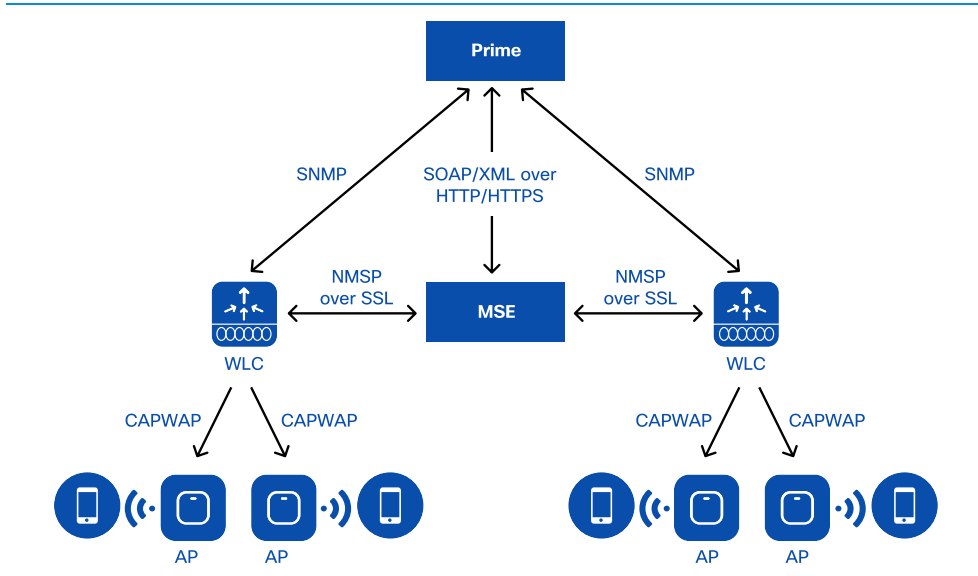 Prime
SNMP
SOAP/XML over
HTTP/HTTPS
SNMP
NMSP
over SSL
MSE
NMSP
over SSL
WLC
WLC
CAPWAP
CAPWAP
CAPWAP
CAPWAP
AP
AP
AP
AP